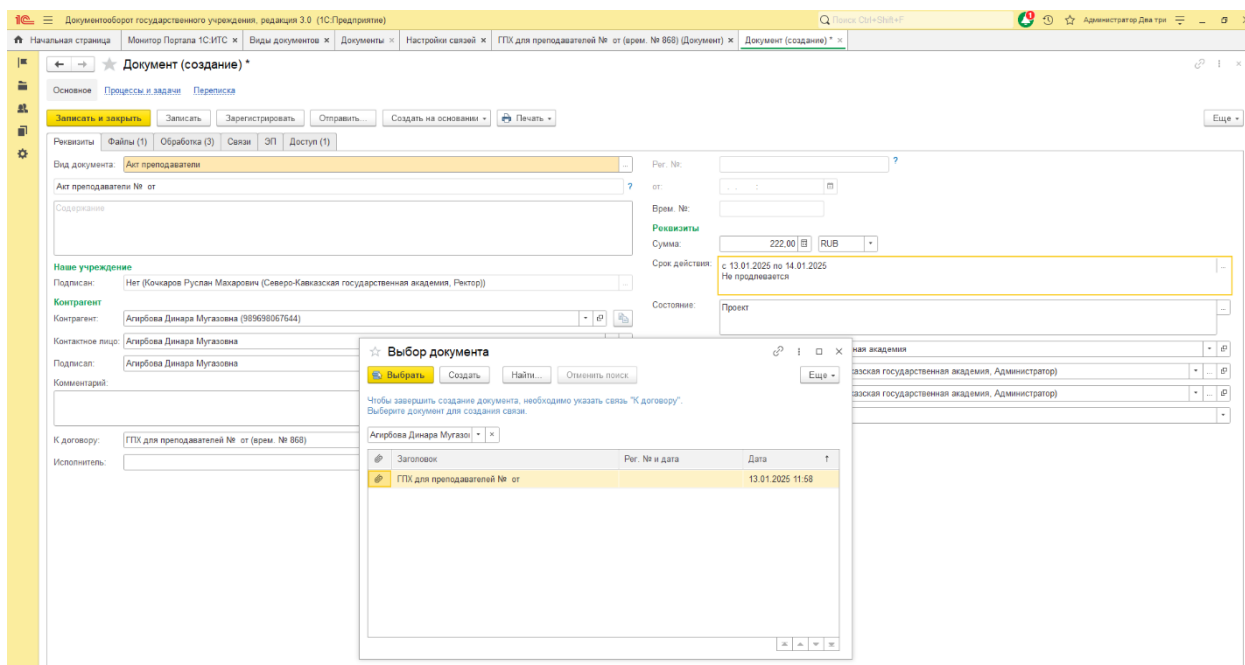 1С Документооборот государственного учреждения, редакция 3.0 (1С:Предприятие) Поиск Ctrl+Shift+F Администратор Два три
Начальная страница Монитор Портала 1С:ИТС × Виды документов × Документы × Настройки связей × ГПХ для преподавателей № от (врем. № 868) (Документ) × Документ (создание) * ×
Документ (создание) *
Основное Процессы и задачи Переписка
Записать и закрыть Записать Зарегистрировать Отправить... Создать на основании Печать Еще
Реквизиты Файлы (1) Обработка (3) Связи ЭП Доступ (1)
Вид документа: Акт преподаватели ... Рег. №: ?
Акт преподаватели № от ? от: . . :
Содержание Врем. №:
Реквизиты
Сумма: 222,00 RUB
Наше учреждение Срок действия: с 13.01.2025 по 14.01.2025
Не продлевается
Подписан: Нет (Кочкаров Руслан Махарович (Северо-Кавказская государственная академия, Ректор))
Контрагент Состояние: Проект
Контрагент: Агирбова Динара Мугазовна (989698067644)
Контактное лицо: Агирбова Динара Мугазовна ная академия
Подписал: Агирбова Динара Мугазовна казская государственная академия, Администратор)
Комментарий: казская государственная академия, Администратор)
К договору: ГПХ для преподавателей № от (врем. № 868)
Исполнитель:
Выбор документа
Выбрать Создать Найти... Отменить поиск Еще
Чтобы завершить создание документа, необходимо указать связь "К договору".
Выберите документ для создания связи.
Агирбова Динара Мугазо ×
Заголовок Рег. № и дата Дата ↑
ГПХ для преподавателей № от 13.01.2025 11:58